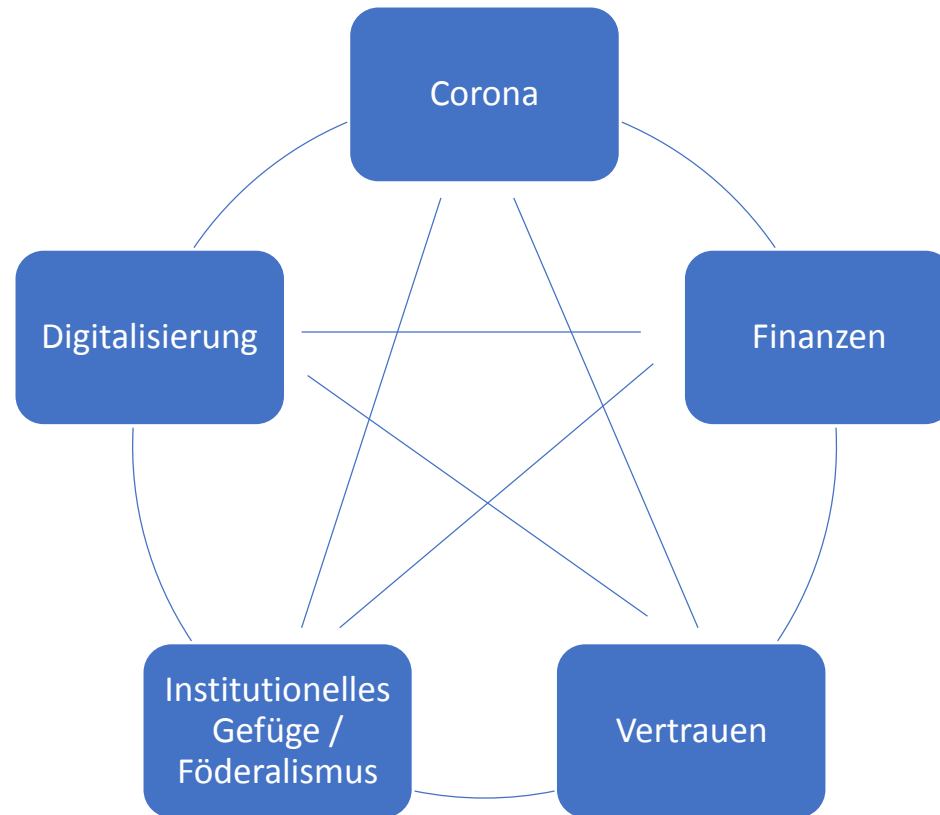 Corona
Digitalisierung
Finanzen
Institutionelles
Gefüge /
Föderalismus
Vertrauen